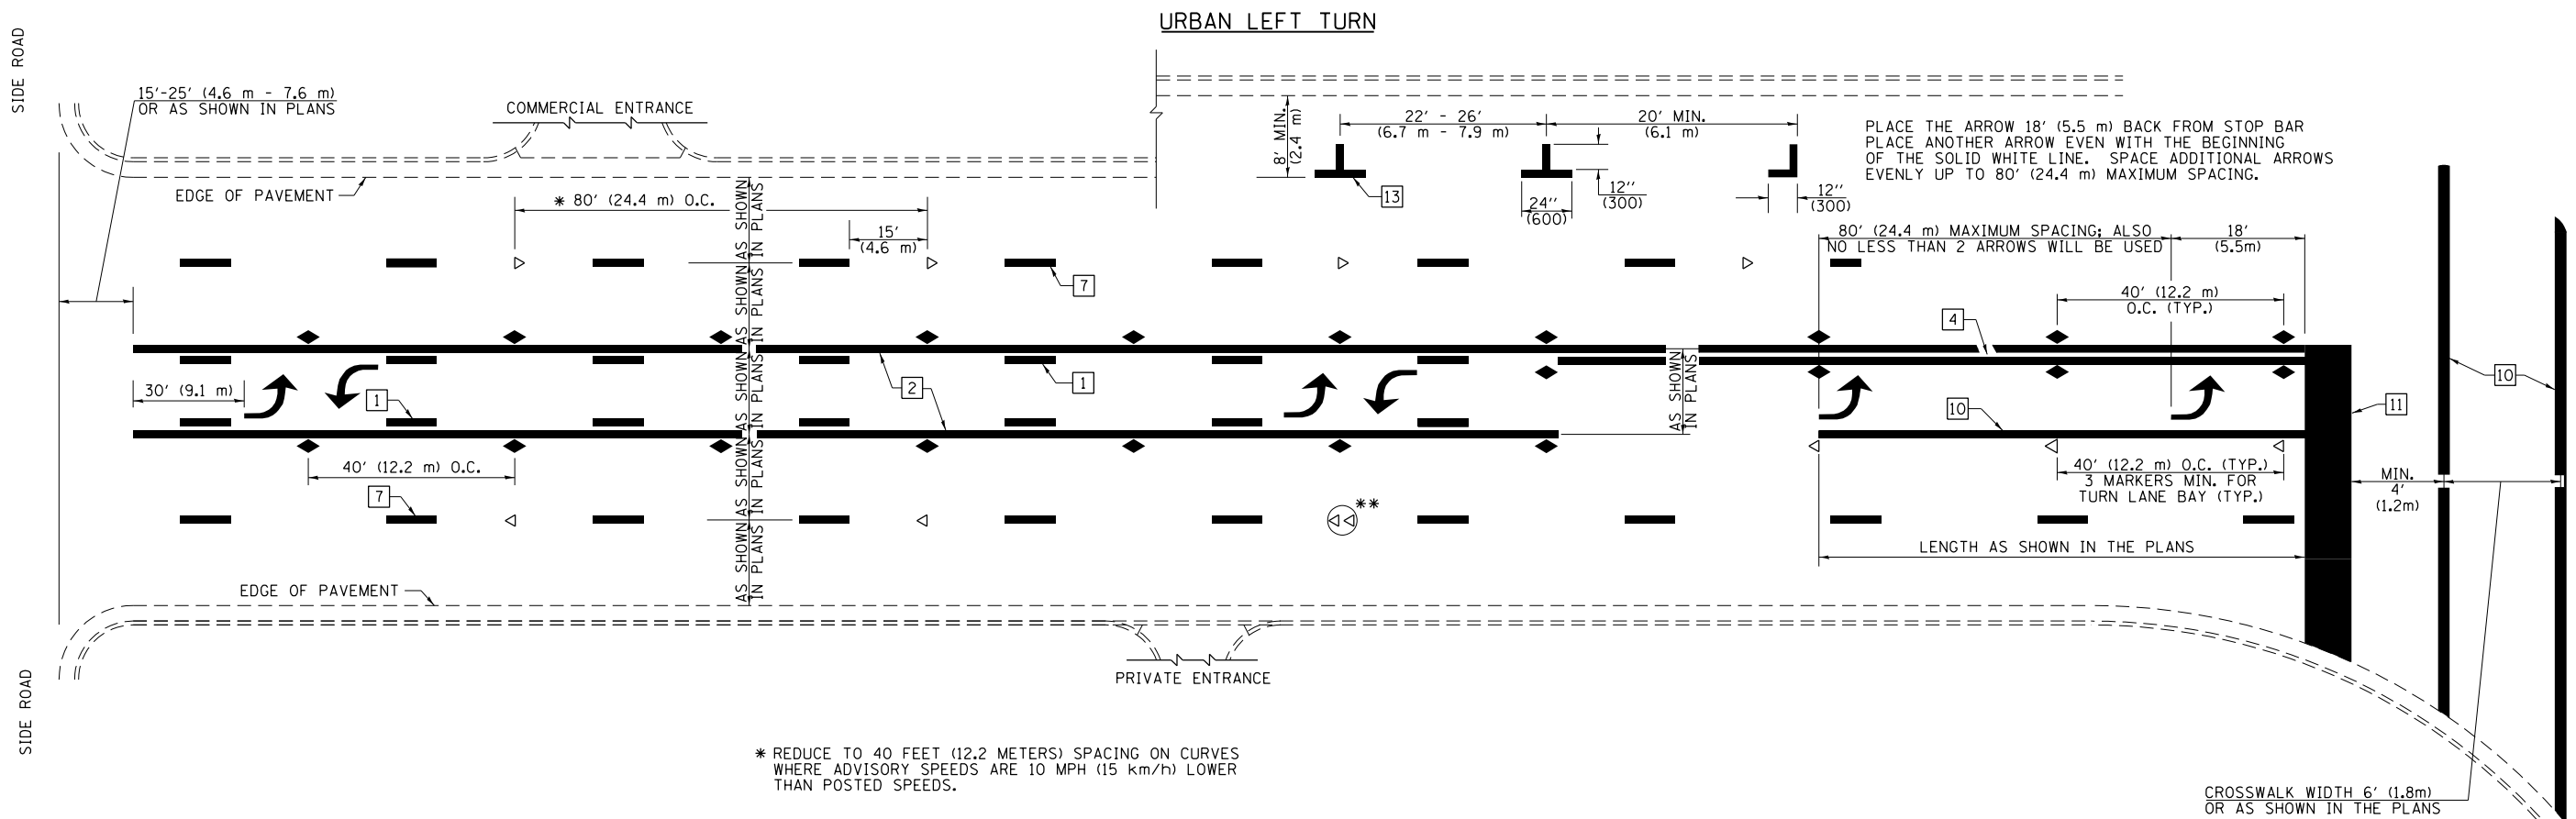 URBAN LEFT TURN
SIDE ROAD
15'-25' (4.6 m - 7.6 m)
OR AS SHOWN IN PLANS
COMMERCIAL ENTRANCE
EDGE OF PAVEMENT
* 80' (24.4 m) O.C.
15'
(4.6 m)
8' MIN.
(2.4 m)
22' - 26'
(6.7 m - 7.9 m)
20' MIN.
(6.1 m)
13
24''
(600)
12''
(300)
12''
(300)
PLACE THE ARROW 18' (5.5 m) BACK FROM STOP BAR
PLACE ANOTHER ARROW EVEN WITH THE BEGINNING
OF THE SOLID WHITE LINE. SPACE ADDITIONAL ARROWS
EVENLY UP TO 80' (24.4 m) MAXIMUM SPACING.
80' (24.4 m) MAXIMUM SPACING; ALSO
NO LESS THAN 2 ARROWS WILL BE USED
18'
(5.5m)
7
40' (12.2 m)
O.C. (TYP.)
4
AS SHOWN
IN PLANS
AS SHOWN
IN PLANS
AS SHOWN
IN PLANS
AS SHOWN
IN PLANS
AS SHOWN
IN PLANS
30' (9.1 m)
1
2
1
AS SHOWN
IN PLANS
10
11
10
40' (12.2 m) O.C.
7
**
40' (12.2 m) O.C. (TYP.)
3 MARKERS MIN. FOR
TURN LANE BAY (TYP.)
MIN.
4'
(1.2m)
LENGTH AS SHOWN IN THE PLANS
EDGE OF PAVEMENT
SIDE ROAD
PRIVATE ENTRANCE
* REDUCE TO 40 FEET (12.2 METERS) SPACING ON CURVES
WHERE ADVISORY SPEEDS ARE 10 MPH (15 km/h) LOWER
THAN POSTED SPEEDS.
CROSSWALK WIDTH 6' (1.8m)
OR AS SHOWN IN THE PLANS